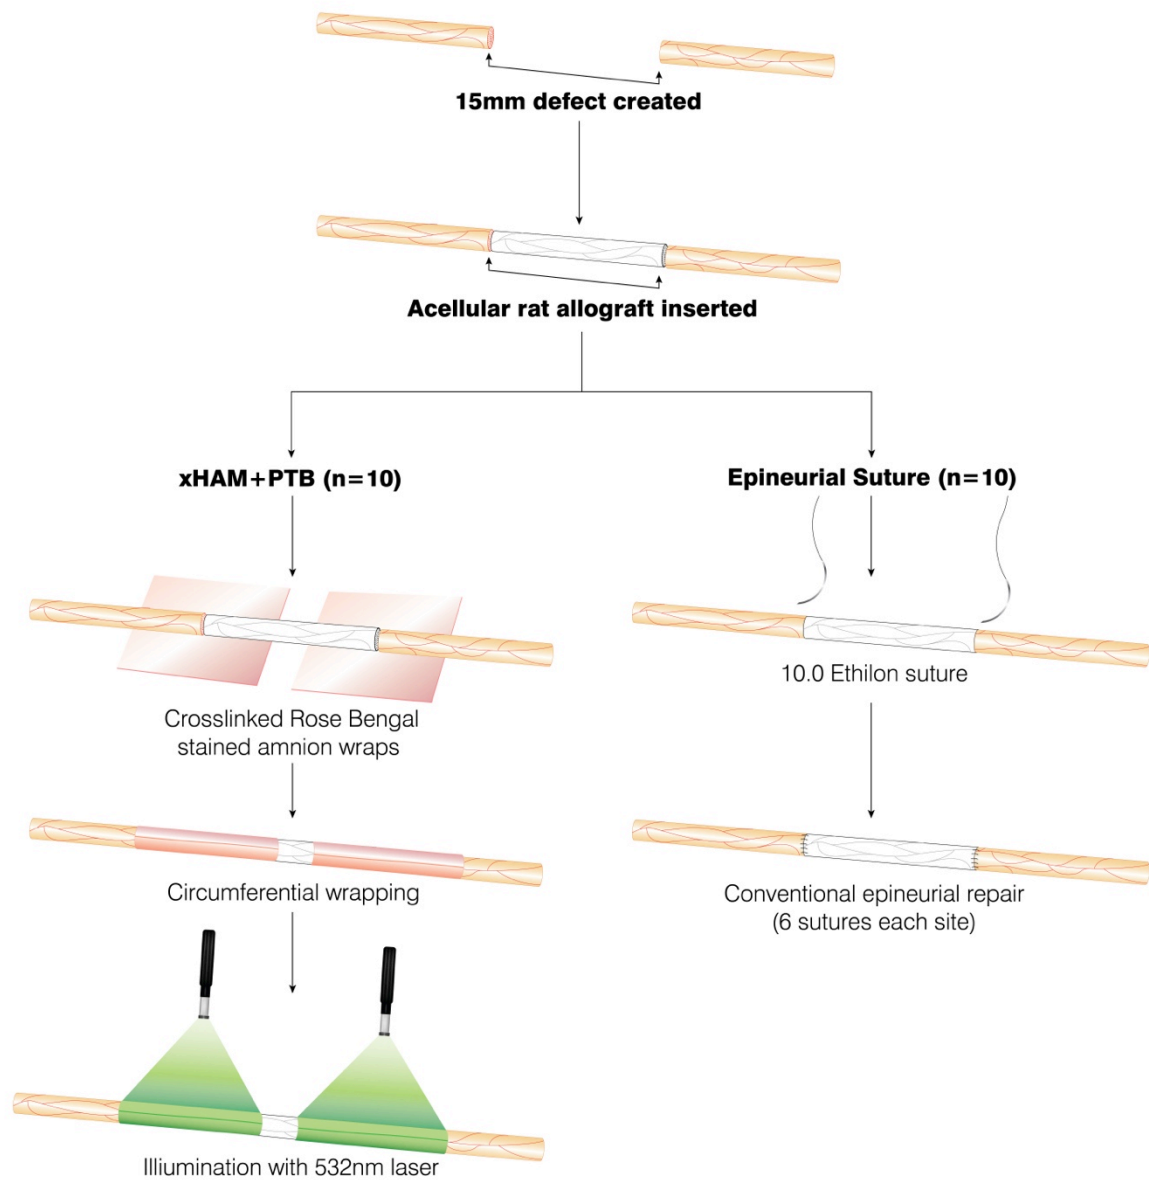 15mm defect created
Acellular rat allograft inserted
xHAM+PTB (n=10)
Crosslinked Rose Bengal
stained amnion wraps
Circumferential wrapping
Illiumination with 532nm laser
Epineurial Suture (n=10)
10.0 Ethilon suture
Conventional epineurial repair
(6 sutures each site)